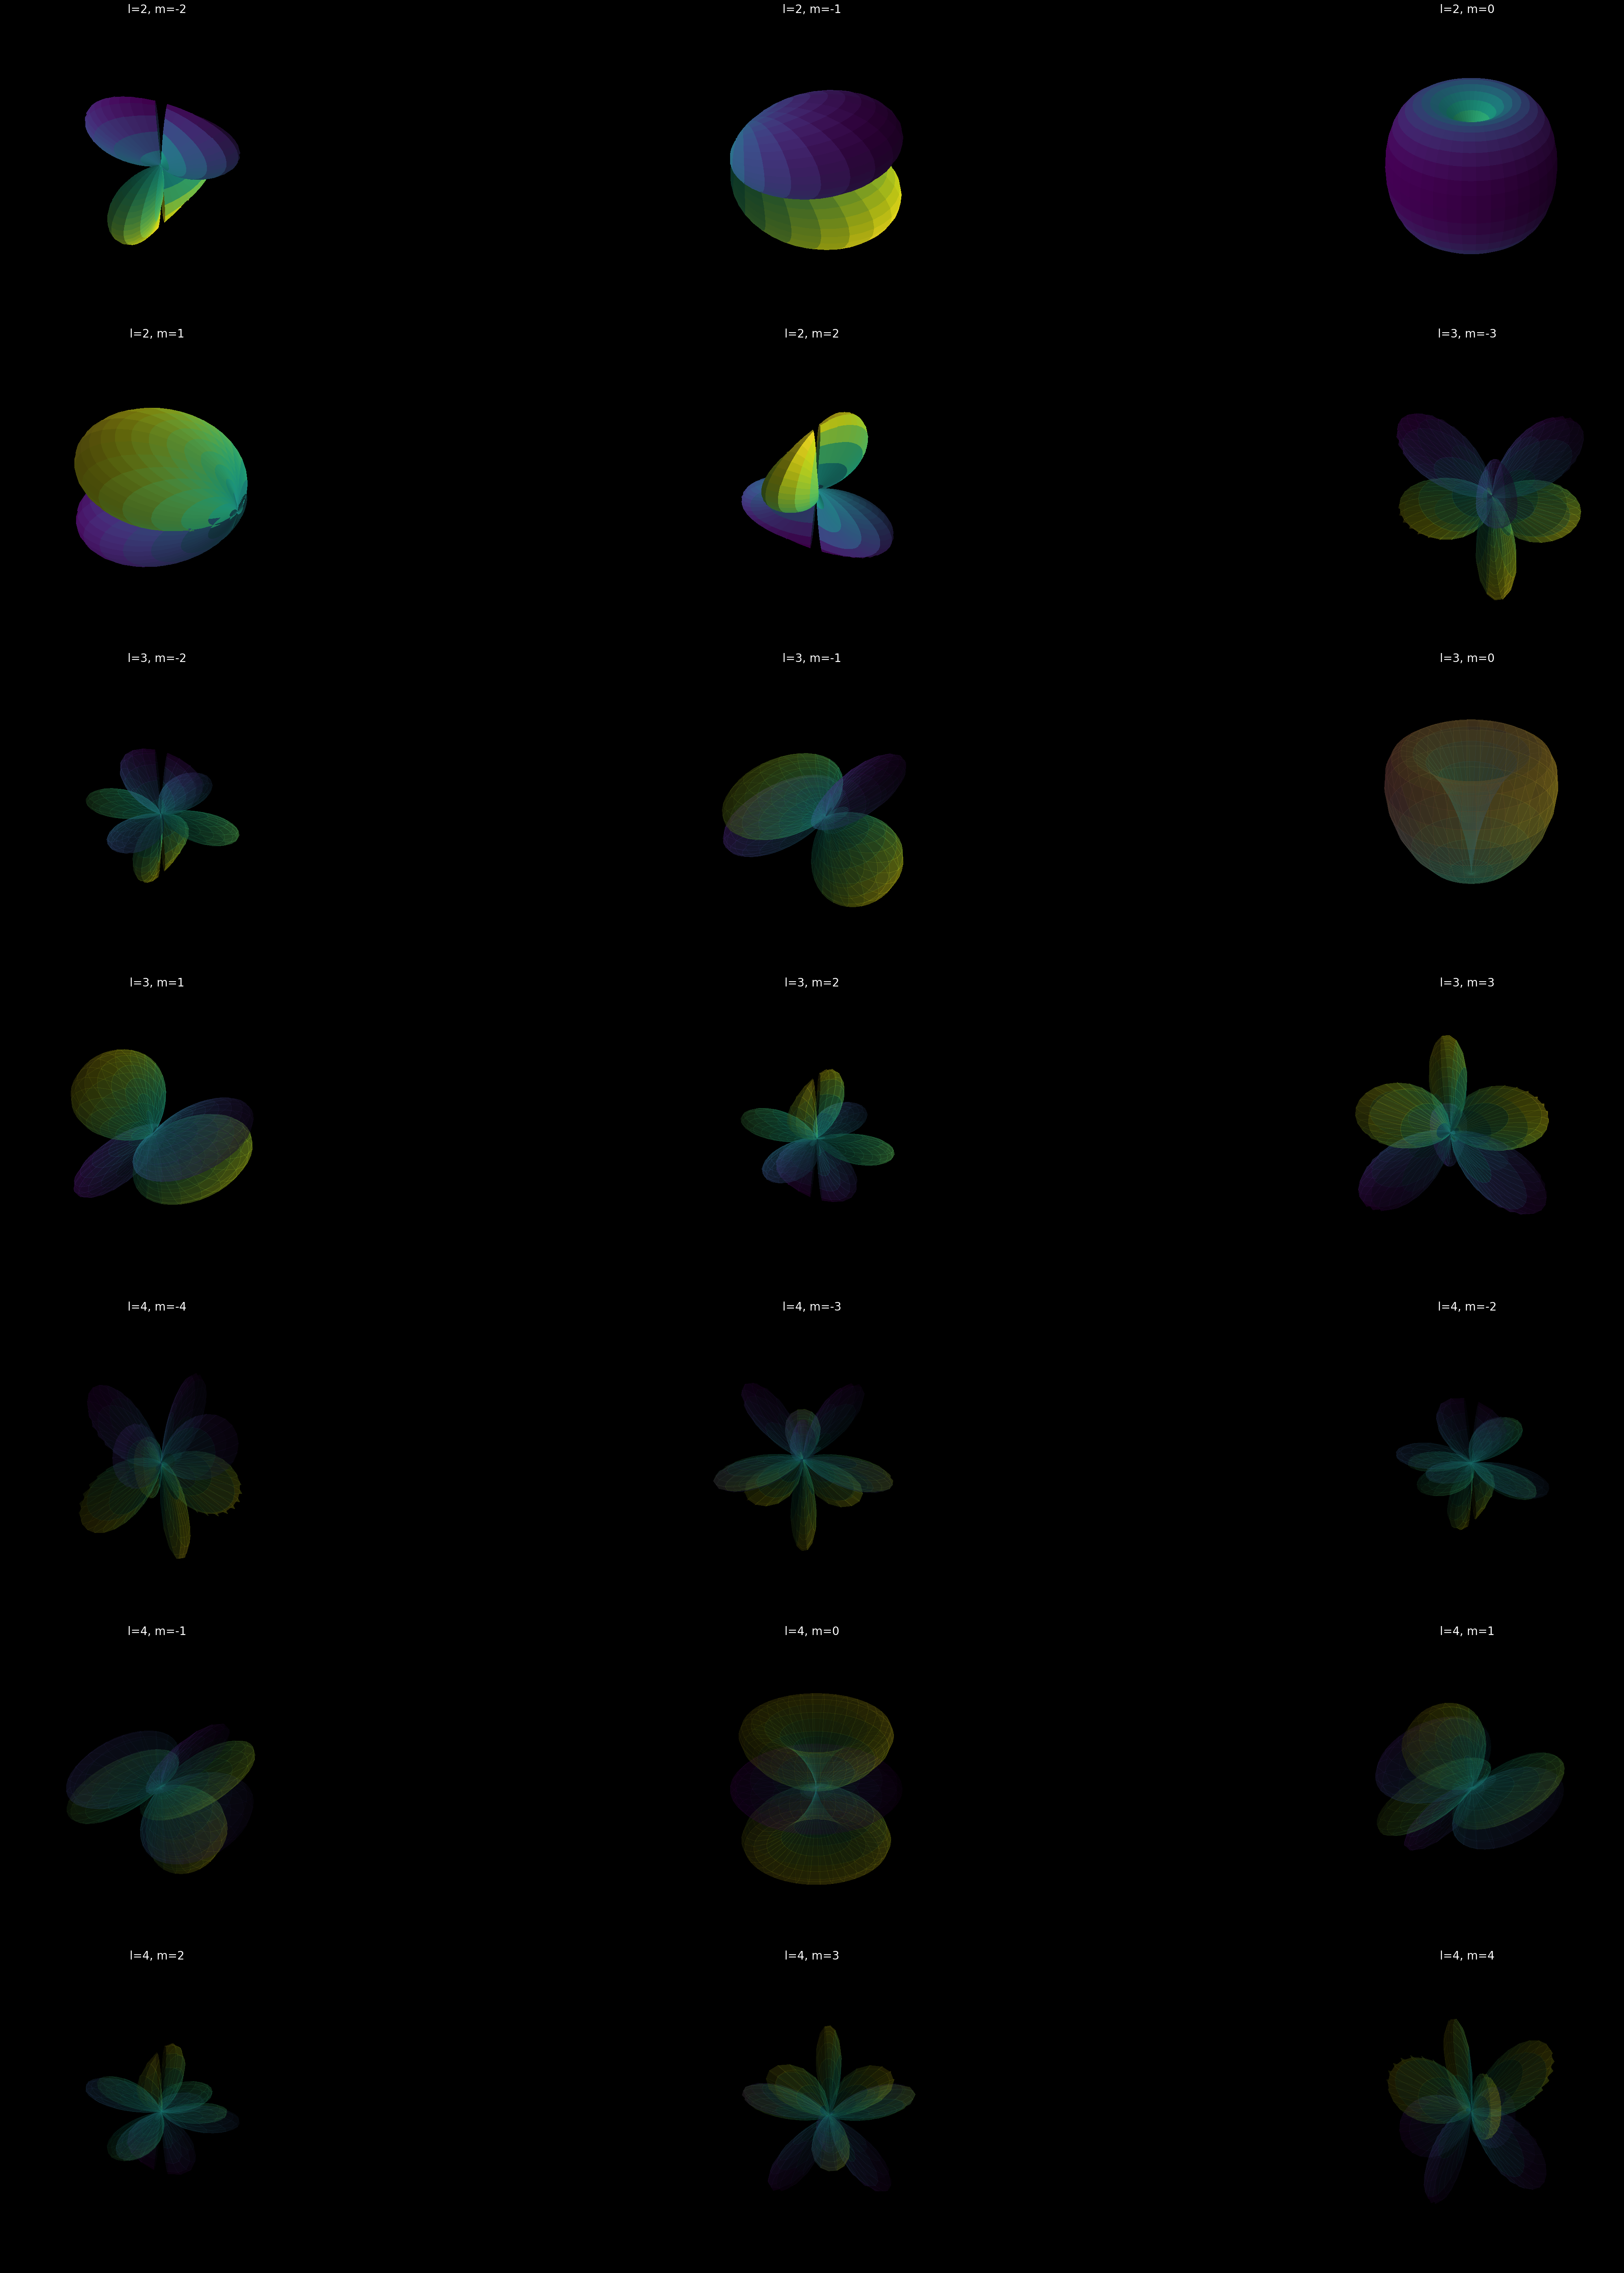 l=2, m=-2
l=2, m=-1
l=2, m=0
l=2, m=1
l=2, m=2
l=3, m=-3
l=3, m=-2
l=3, m=-1
l=3, m=0
l=3, m=1
l=3, m=2
l=3, m=3
l=4, m=-4
l=4, m=-3
l=4, m=-2
l=4, m=-1
l=4, m=0
l=4, m=1
l=4, m=2
l=4, m=3
l=4, m=4